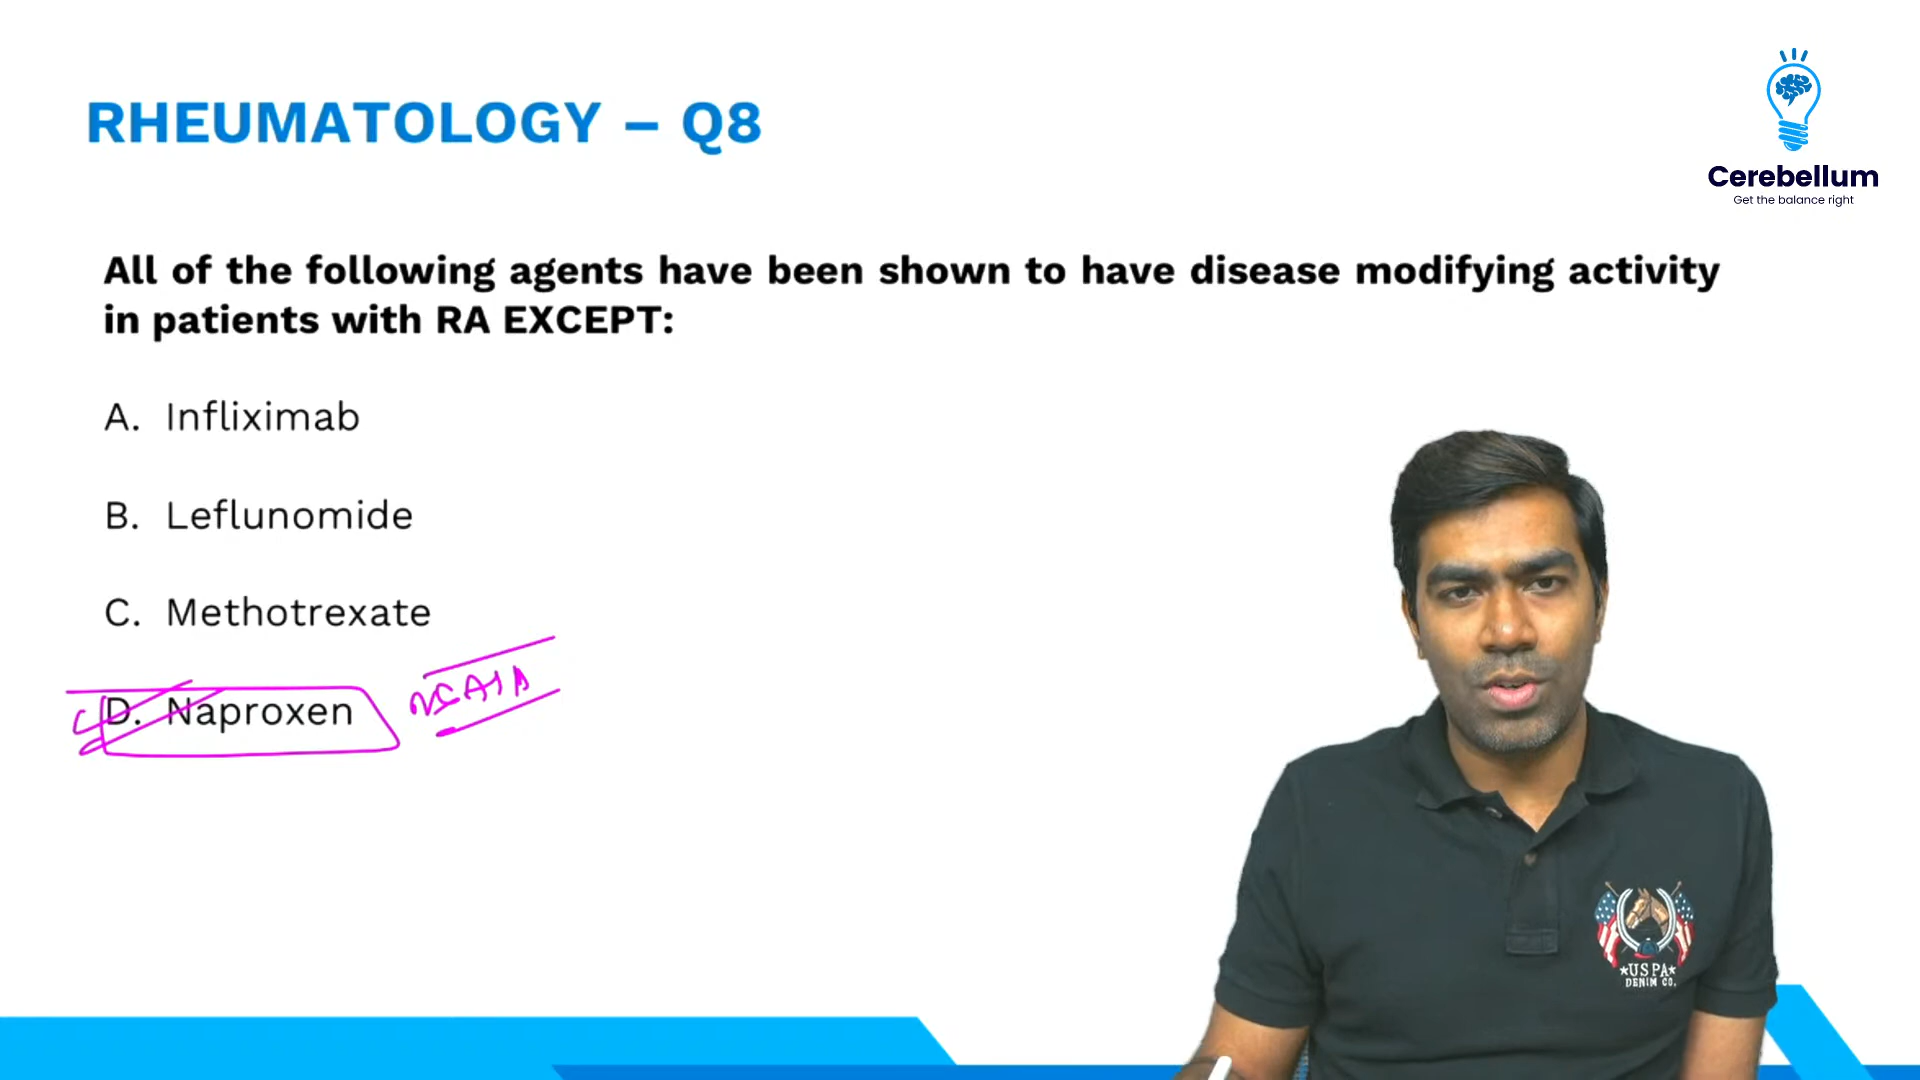 RHEUMATOLOGY – Q8
Cerebellum
Get the balance right
All of the following agents have been shown to have disease modifying activity
in patients with RA EXCEPT:
A. Infliximab
B. Leflunomide
C. Methotrexate
D. Naproxen
NSAID
*USPA*
DENIM CO.